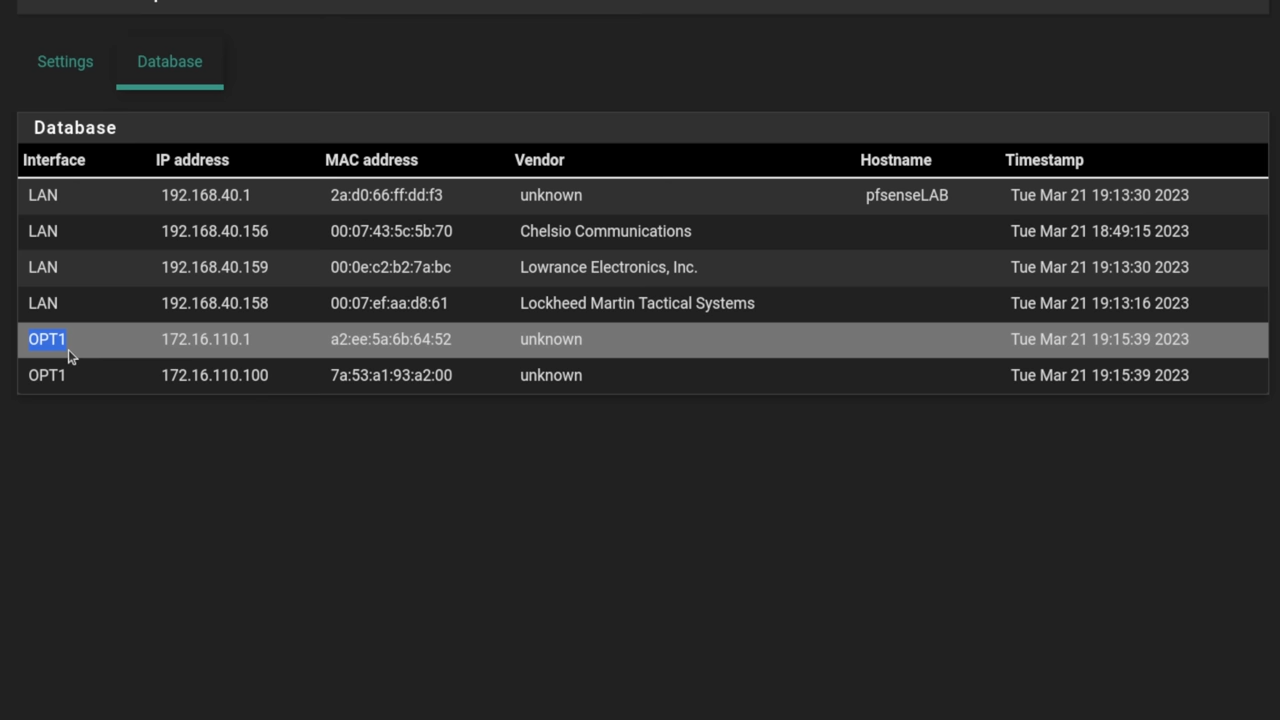 Settings Database
Database
Interface IP address MAC address Vendor Hostname Timestamp
LAN 192.168.40.1 2a:d0:66:ff:dd:f3 unknown pfsenseLAB Tue Mar 21 19:13:30 2023
LAN 192.168.40.156 00:07:43:5c:5b:70 Chelsio Communications Tue Mar 21 18:49:15 2023
LAN 192.168.40.159 00:0e:c2:b2:7a:bc Lowrance Electronics, Inc. Tue Mar 21 19:13:30 2023
LAN 192.168.40.158 00:07:ef:aa:d8:61 Lockheed Martin Tactical Systems Tue Mar 21 19:13:16 2023
OPT1 172.16.110.1 a2:ee:5a:6b:64:52 unknown Tue Mar 21 19:15:39 2023
OPT1 172.16.110.100 7a:53:a1:93:a2:00 unknown Tue Mar 21 19:15:39 2023